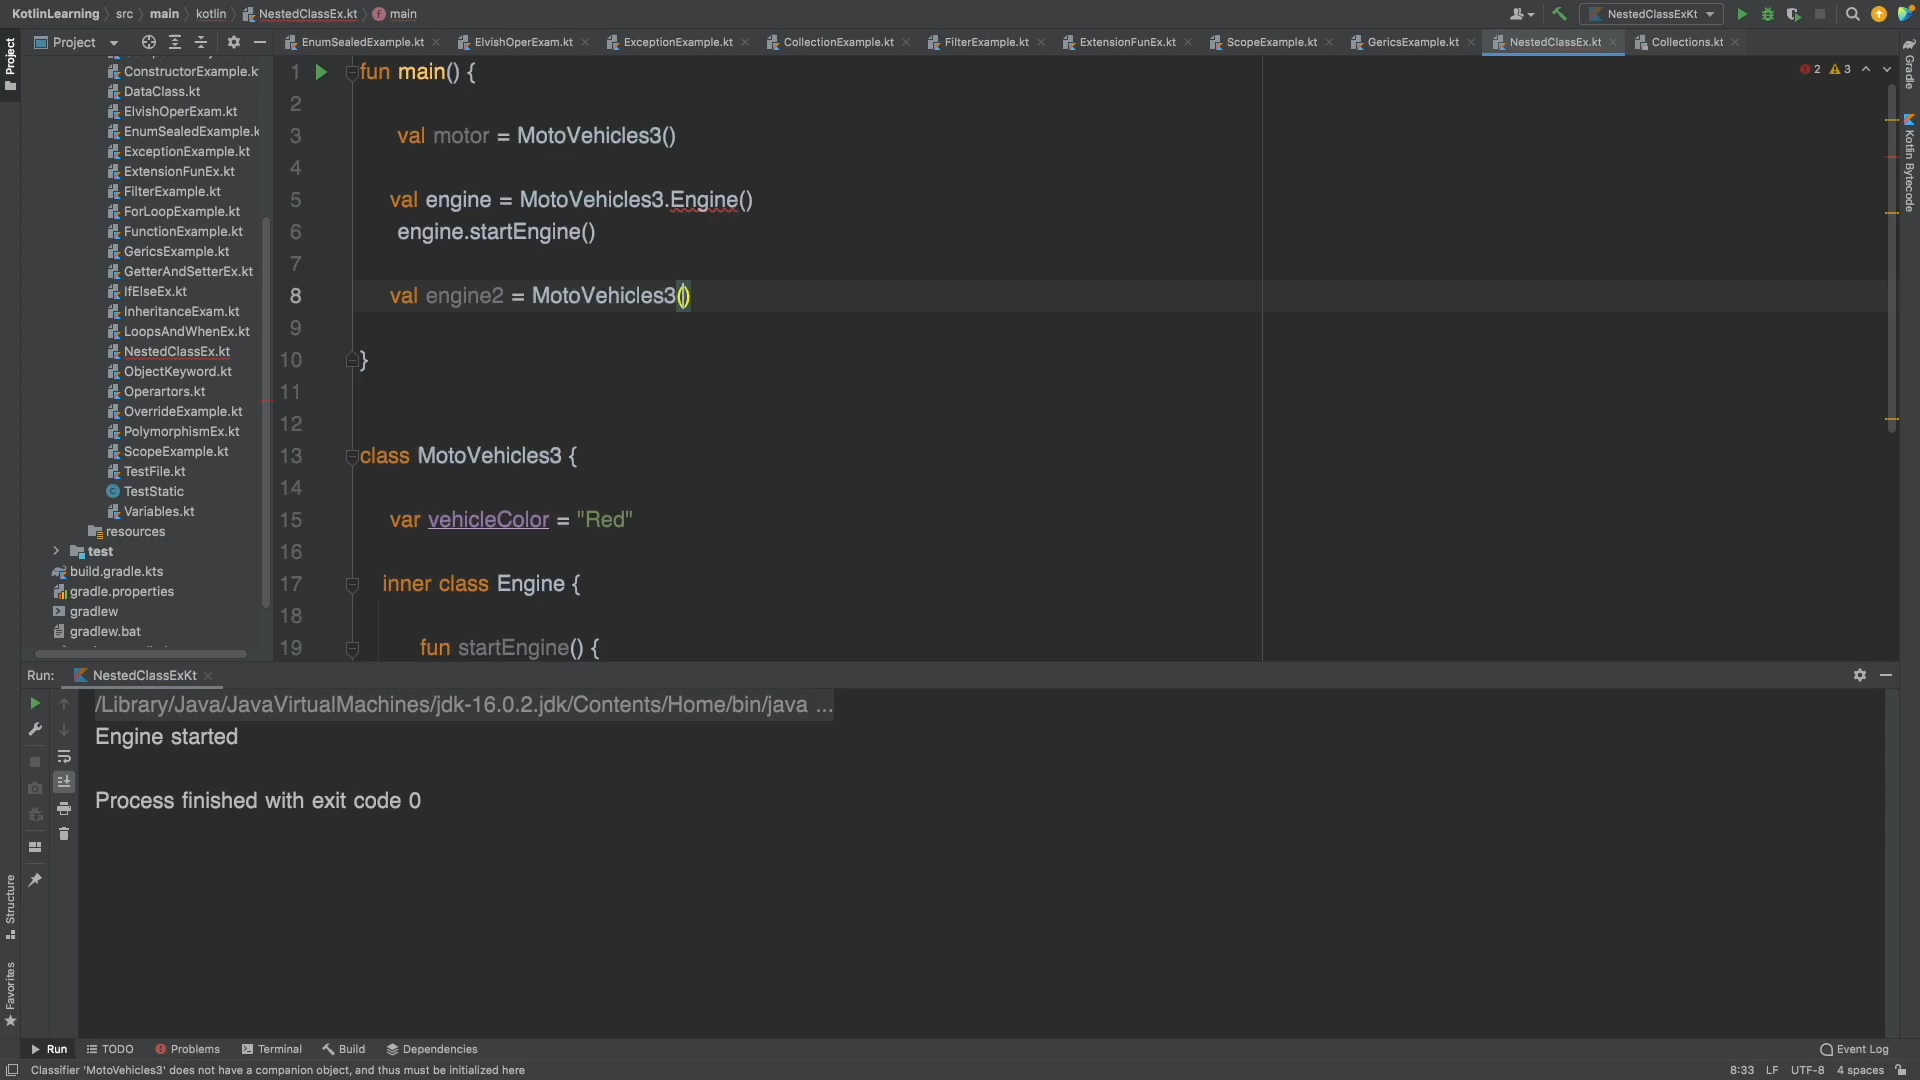 KotlinLearning src main kotlin NestedClassEx.kt main NestedClassExKt
Project EnumSealedExample.kt ElvishOperExam.kt ExceptionExample.kt CollectionExample.kt FilterExample.kt ExtensionFunEx.kt ScopeExample.kt GericsExample.kt NestedClassEx.kt Collections.kt
Project
Gradle
Kotlin Bytecode
ConstructorExample.k
DataClass.kt
ElvishOperExam.kt
EnumSealedExample.k
ExceptionExample.kt
ExtensionFunEx.kt
FilterExample.kt
ForLoopExample.kt
FunctionExample.kt
GericsExample.kt
GetterAndSetterEx.kt
IfElseEx.kt
InheritanceExam.kt
LoopsAndWhenEx.kt
NestedClassEx.kt
ObjectKeyword.kt
Operartors.kt
OverrideExample.kt
PolymorphismEx.kt
ScopeExample.kt
TestFile.kt
TestStatic
Variables.kt
resources
test
build.gradle.kts
gradle.properties
gradlew
gradlew.bat
2 3
1 fun main() {
2
3 val motor = MotoVehicles3()
4
5 val engine = MotoVehicles3.Engine()
6 engine.startEngine()
7
8 val engine2 = MotoVehicles3()
9
10 }
11
12
13 class MotoVehicles3 {
14
15 var vehicleColor = "Red"
16
17 inner class Engine {
18
19 fun startEngine() {
Run: NestedClassExKt
/Library/Java/JavaVirtualMachines/jdk-16.0.2.jdk/Contents/Home/bin/java ...
Engine started
Process finished with exit code 0
Structure
Favorites
Run TODO Problems Terminal Build Dependencies Event Log
Classifier 'MotoVehicles3' does not have a companion object, and thus must be initialized here 8:33 LF UTF-8 4 spaces